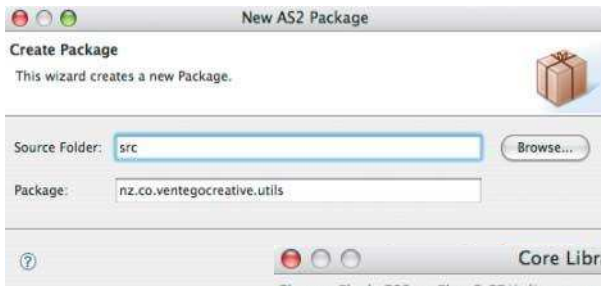 New AS2 Package
Create Package
This wizard creates a new Package.
Source Folder: src Browse...
Package: nz.co.ventegocreative.utils
?
Core Libr